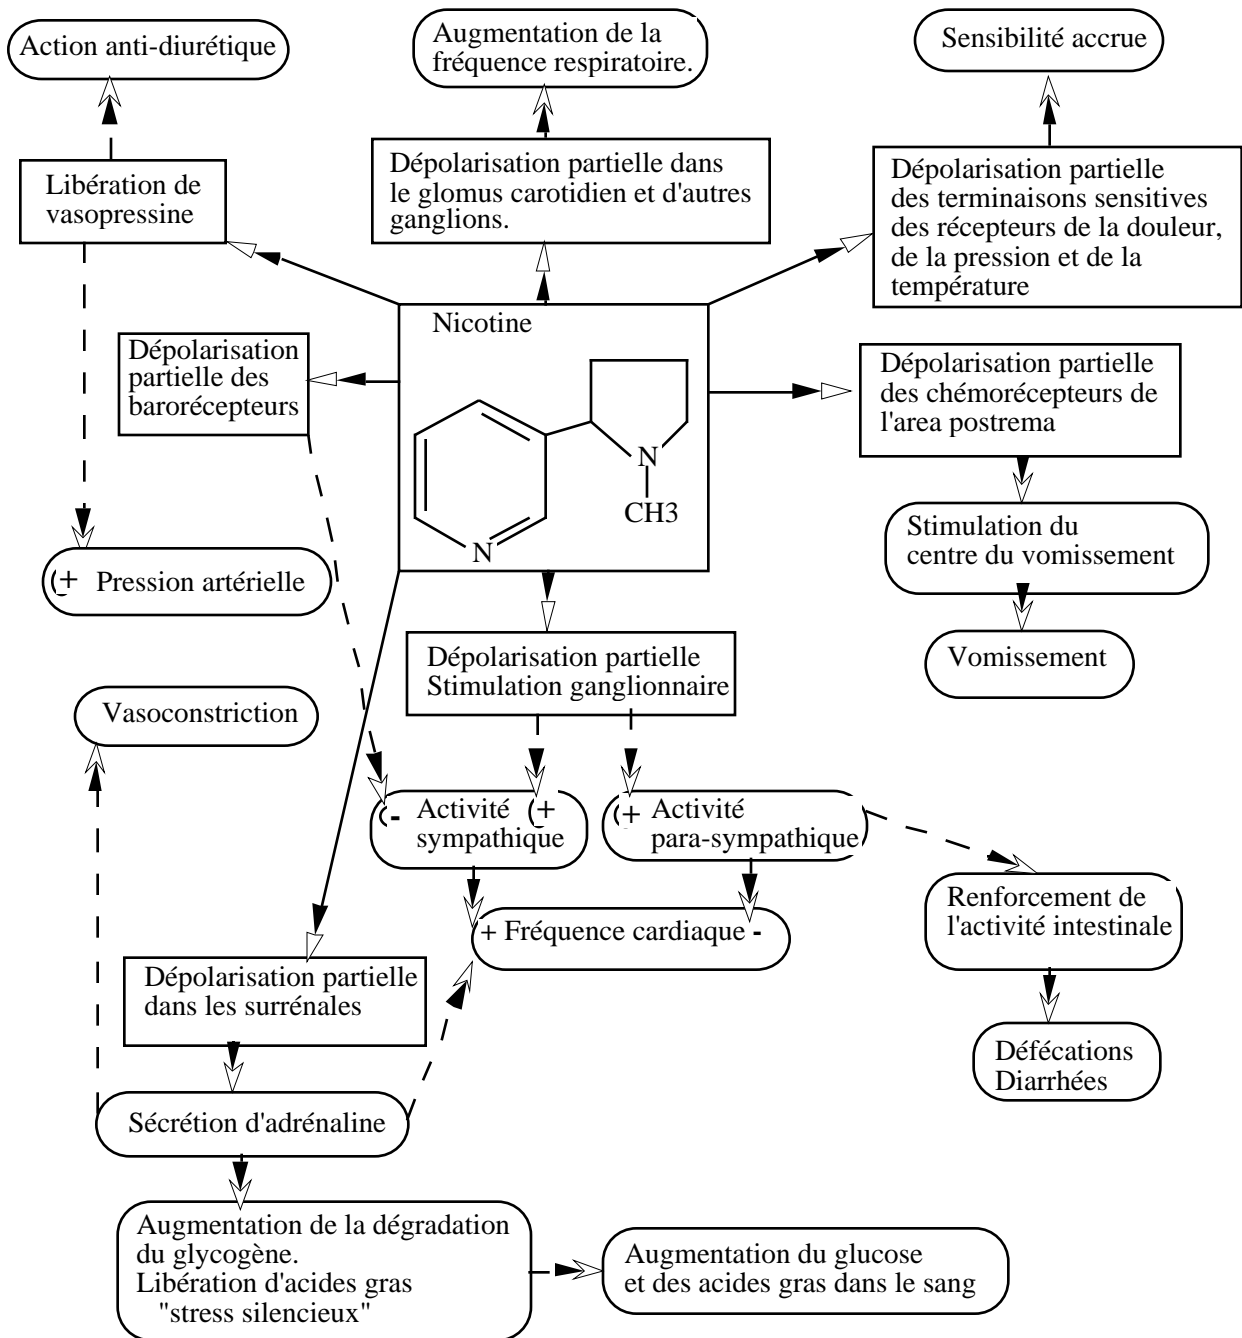 Action anti-diurétique
Augmentation de la
fréquence respiratoire.
Sensibilité accrue
Libération de
vasopressine
Dépolarisation partielle dans
le glomus carotidien et d'autres
ganglions.
Dépolarisation partielle
des terminaisons sensitives
des récepteurs de la douleur,
de la pression et de la
température
Nicotine
N
CH3
N
Dépolarisation
partielle des
barorécepteurs
Dépolarisation partielle
des chémorécepteurs de
l'area postrema
Stimulation du
centre du vomissement
Vomissement
(+ Pression artérielle
Dépolarisation partielle
Stimulation ganglionnaire
Vasoconstriction
(- Activité (+
sympathique
(+ Activité
para-sympathique
+ Fréquence cardiaque -
Renforcement de
l'activité intestinale
Défécations
Diarrhées
Dépolarisation partielle
dans les surrénales
Sécrétion d'adrénaline
Augmentation de la dégradation
du glycogène.
Libération d'acides gras
"stress silencieux"
Augmentation du glucose
et des acides gras dans le sang